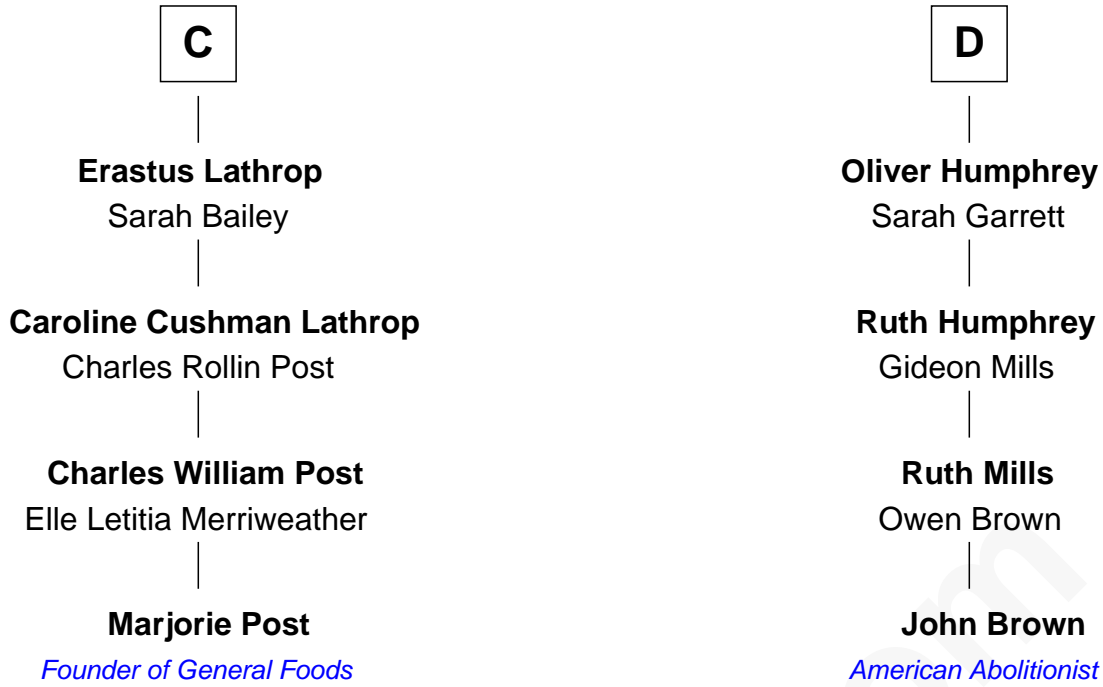 C
Erastus Lathrop
Sarah Bailey
Caroline Cushman Lathrop
Charles Rollin Post
Charles William Post
Elle Letitia Merriweather
Marjorie Post
Founder of General Foods
D
Oliver Humphrey
Sarah Garrett
Ruth Humphrey
Gideon Mills
Ruth Mills
Owen Brown
John Brown
American Abolitionist